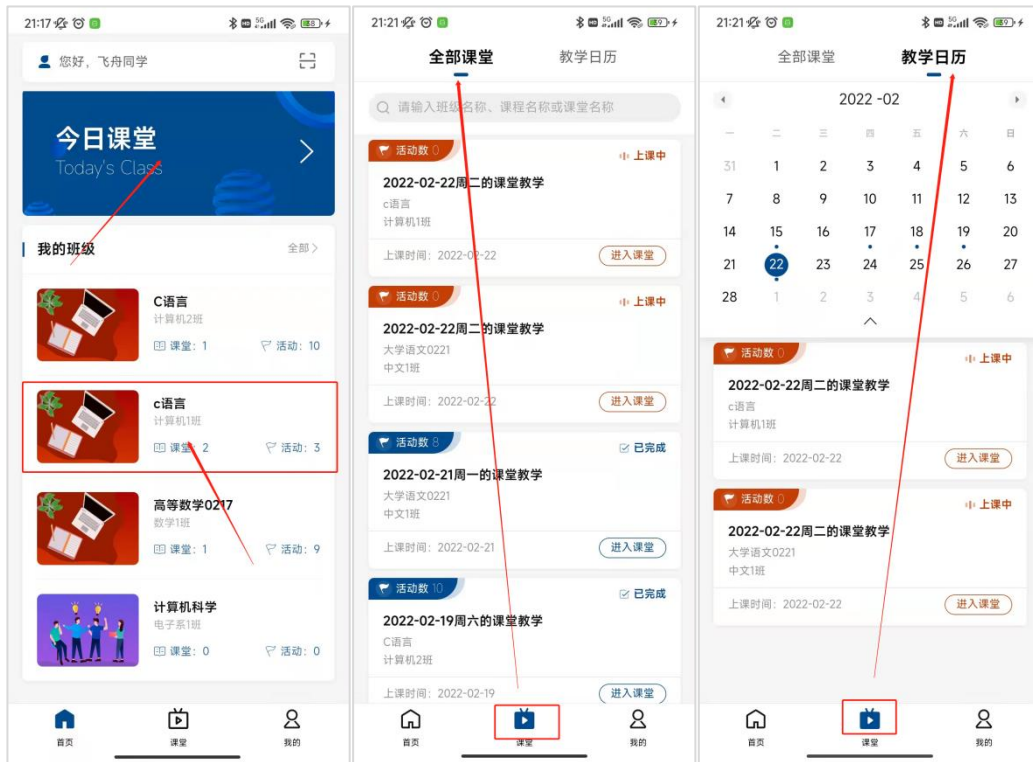 21:17
5G
88
您好，飞舟同学
今日课堂
Today's Class
我的班级
全部
C语言
计算机2班
课堂：1
活动：10
c语言
计算机1班
课堂：2
活动：3
高等数学0217
数学1班
课堂：1
活动：9
计算机科学
电子系1班
课堂：0
活动：0
首页
课堂
我的
21:21
5G
89
全部课堂
教学日历
请输入班级名称、课程名称或课堂名称
活动数 0
上课中
2022-02-22周二的课堂教学
c语言
计算机1班
上课时间：2022-02-22
进入课堂
活动数 0
上课中
2022-02-22周二的课堂教学
大学语文0221
中文1班
上课时间：2022-02-22
进入课堂
活动数 8
已完成
2022-02-21周一的课堂教学
大学语文0221
中文1班
上课时间：2022-02-21
进入课堂
活动数 10
已完成
2022-02-19周六的课堂教学
C语言
计算机2班
上课时间：2022-02-19
进入课堂
首页
课堂
我的
21:21
5G
89
全部课堂
教学日历
2022 -02
一 二 三 四 五 六 日
31 1 2 3 4 5 6
7 8 9 10 11 12 13
14 15 16 17 18 19 20
21 22 23 24 25 26 27
28 1 2 3 4 5 6
活动数 0
上课中
2022-02-22周二的课堂教学
c语言
计算机1班
上课时间：2022-02-22
进入课堂
活动数 0
上课中
2022-02-22周二的课堂教学
大学语文0221
中文1班
上课时间：2022-02-22
进入课堂
首页
课堂
我的